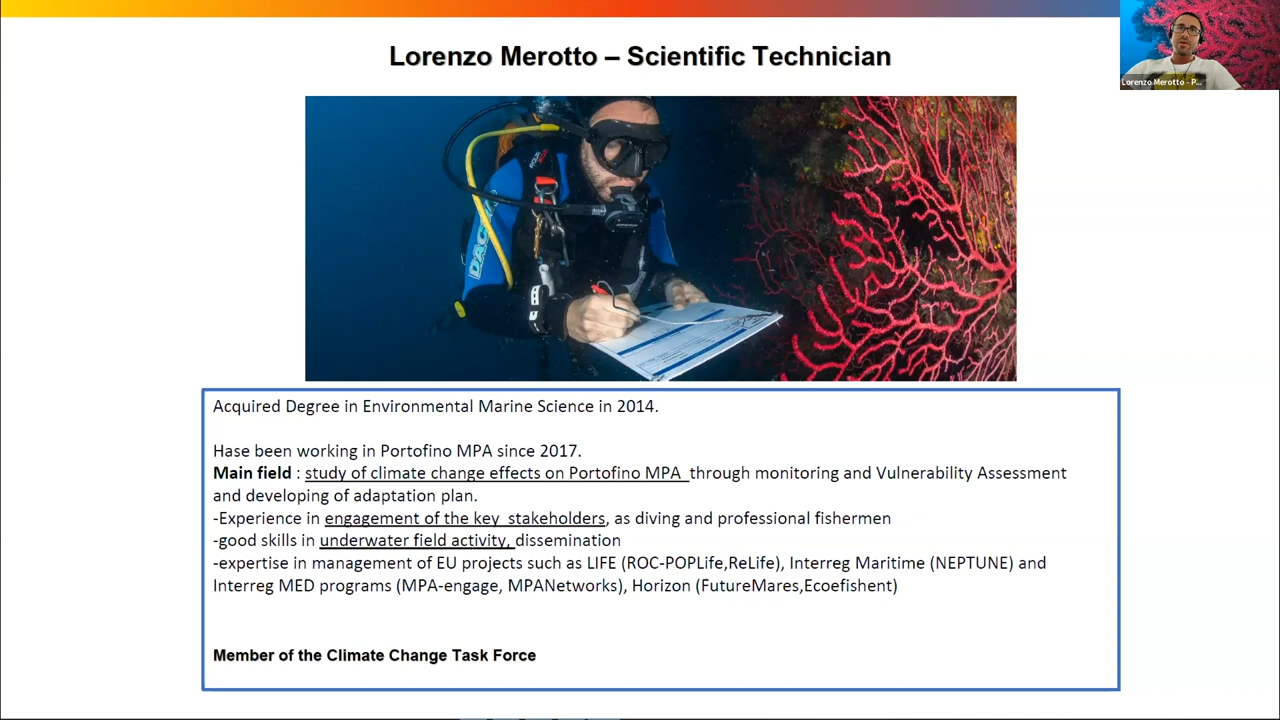 Lorenzo Merotto – Scientific Technician
Lorenzo Merotto - P...
DAC
Acquired Degree in Environmental Marine Science in 2014.
Hase been working in Portofino MPA since 2017.
Main field : study of climate change effects on Portofino MPA through monitoring and Vulnerability Assessment
and developing of adaptation plan.
-Experience in engagement of the key stakeholders, as diving and professional fishermen
-good skills in underwater field activity, dissemination
-expertise in management of EU projects such as LIFE (ROC-POPLife,ReLife), Interreg Maritime (NEPTUNE) and
Interreg MED programs (MPA-engage, MPANetworks), Horizon (FutureMares,Ecoefishent)
Member of the Climate Change Task Force